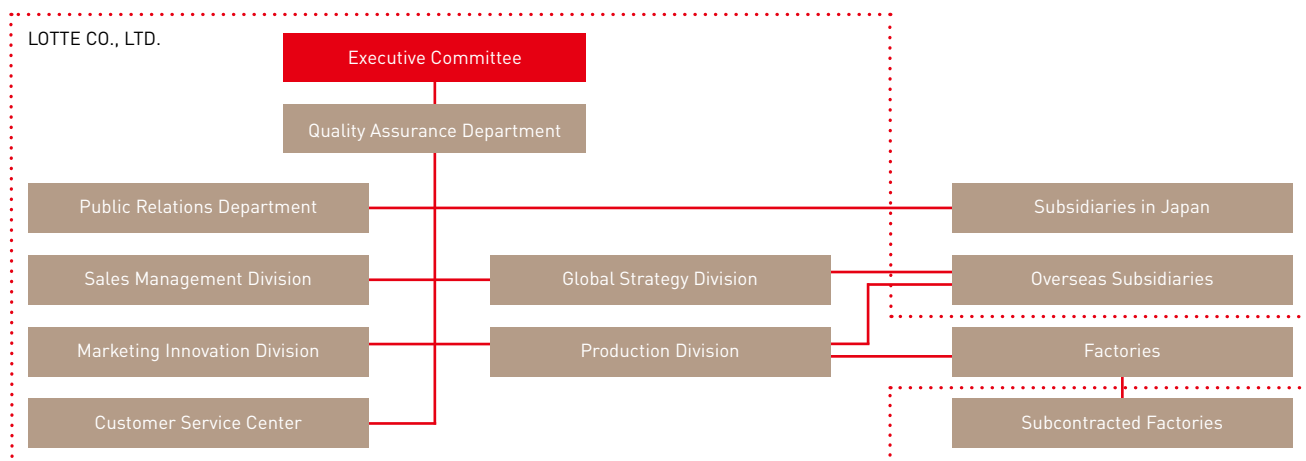 LOTTE CO., LTD.
Executive Committee
Quality Assurance Department
Public Relations Department
Subsidiaries in Japan
Sales Management Division
Global Strategy Division
Overseas Subsidiaries
Marketing Innovation Division
Production Division
Factories
Customer Service Center
Subcontracted Factories